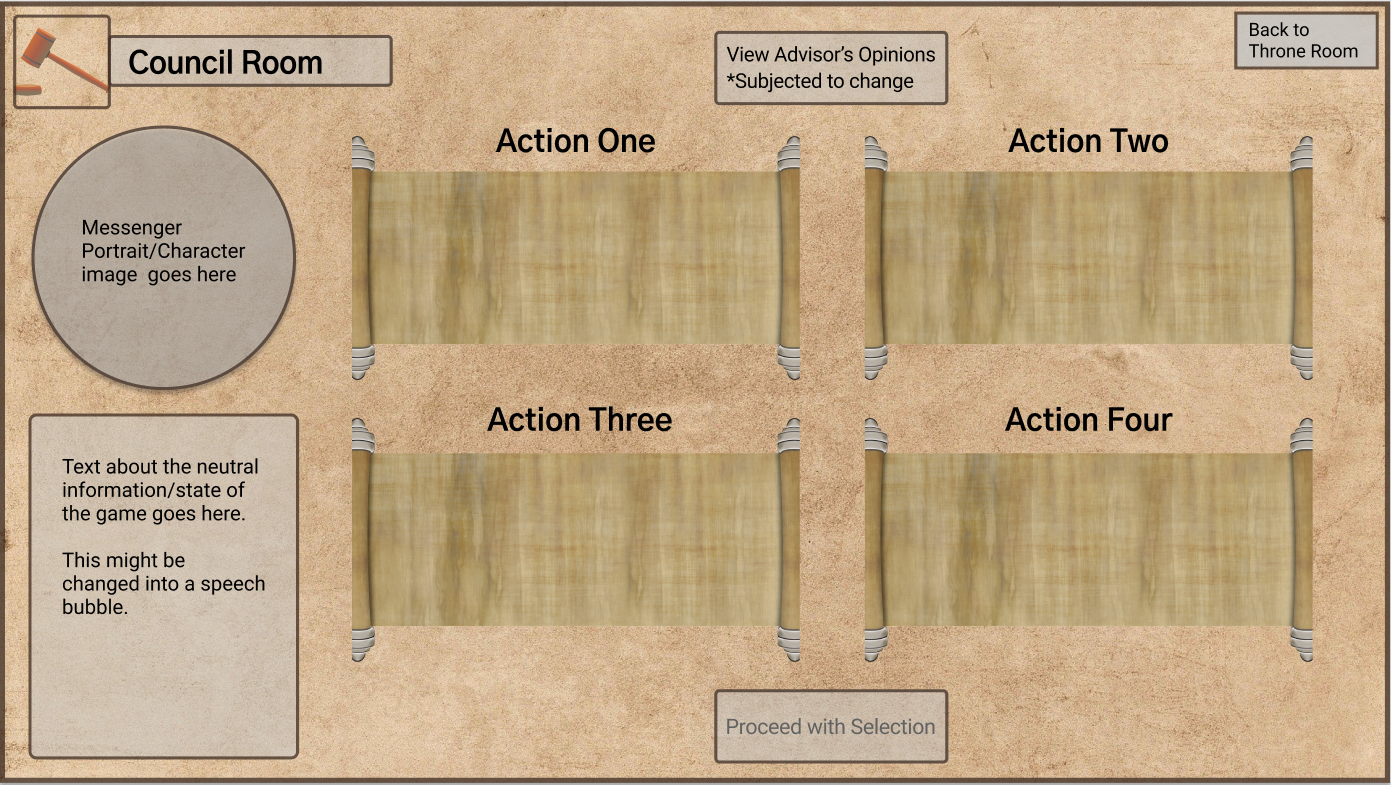 Council Room
View Advisor's Opinions
*Subjected to change
Back to
Throne Room
Messenger
Portrait/Character
image  goes here
Text about the neutral
information/state of
the game goes here.
This might be
changed into a speech
bubble.
Action One
Action Two
Action Three
Action Four
Proceed with Selection